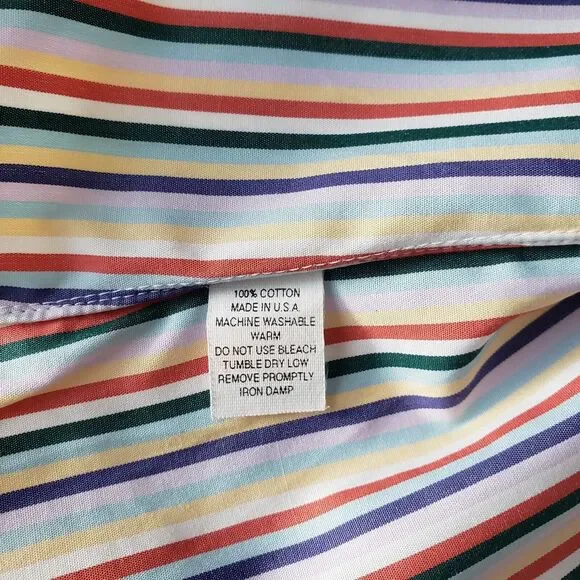 100% COTTON
MADE IN U.S.A.
MACHINE WASHABLE
WARM
DO NOT USE BLEACH
TUMBLE DRY LOW
REMOVE PROMPTLY
IRON DAMP